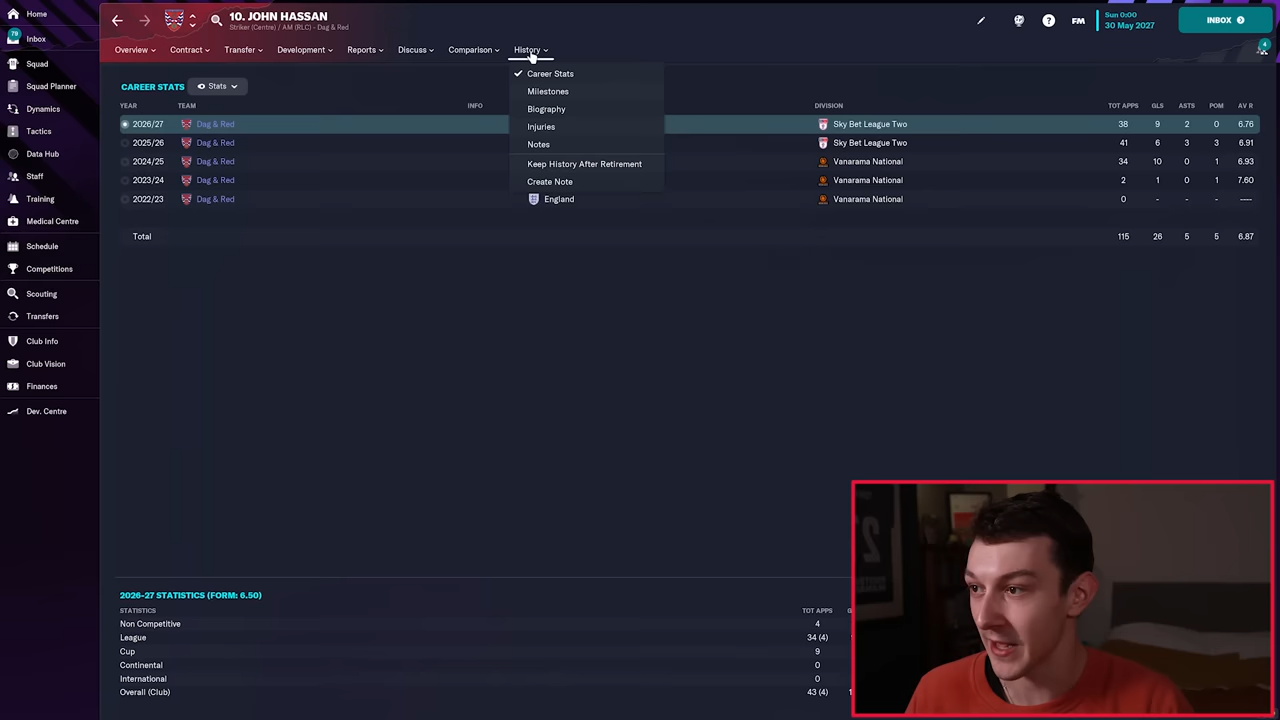 10. JOHN HASSAN
Striker (Centre) / AM (RLC) - Dag & Red
FM
Sun 0:00
30 May 2027
INBOX
Home
79
Inbox
Squad
Squad Planner
Dynamics
Tactics
Data Hub
Staff
Training
Medical Centre
Schedule
Competitions
Scouting
Transfers
Club Info
Club Vision
Finances
Dev. Centre
Overview Contract Transfer Development Reports Discuss Comparison History
4
CAREER STATS Stats
Career Stats
Milestones
Biography
Injuries
Notes
Keep History After Retirement
Create Note
YEAR TEAM INFO DIVISION TOT APPS GLS ASTS POM AV R
2026/27 Dag & Red Sky Bet League Two 38 9 2 0 6.76
2025/26 Dag & Red Sky Bet League Two 41 6 3 3 6.91
2024/25 Dag & Red Vanarama National 34 10 0 1 6.93
2023/24 Dag & Red Vanarama National 2 1 0 1 7.60
2022/23 Dag & Red England Vanarama National 0 - - - ----
Total 115 26 5 5 6.87
2026-27 STATISTICS (FORM: 6.50)
STATISTICS TOT APPS
Non Competitive 4
League 34 (4)
Cup 9
Continental 0
International 0
Overall (Club) 43 (4)